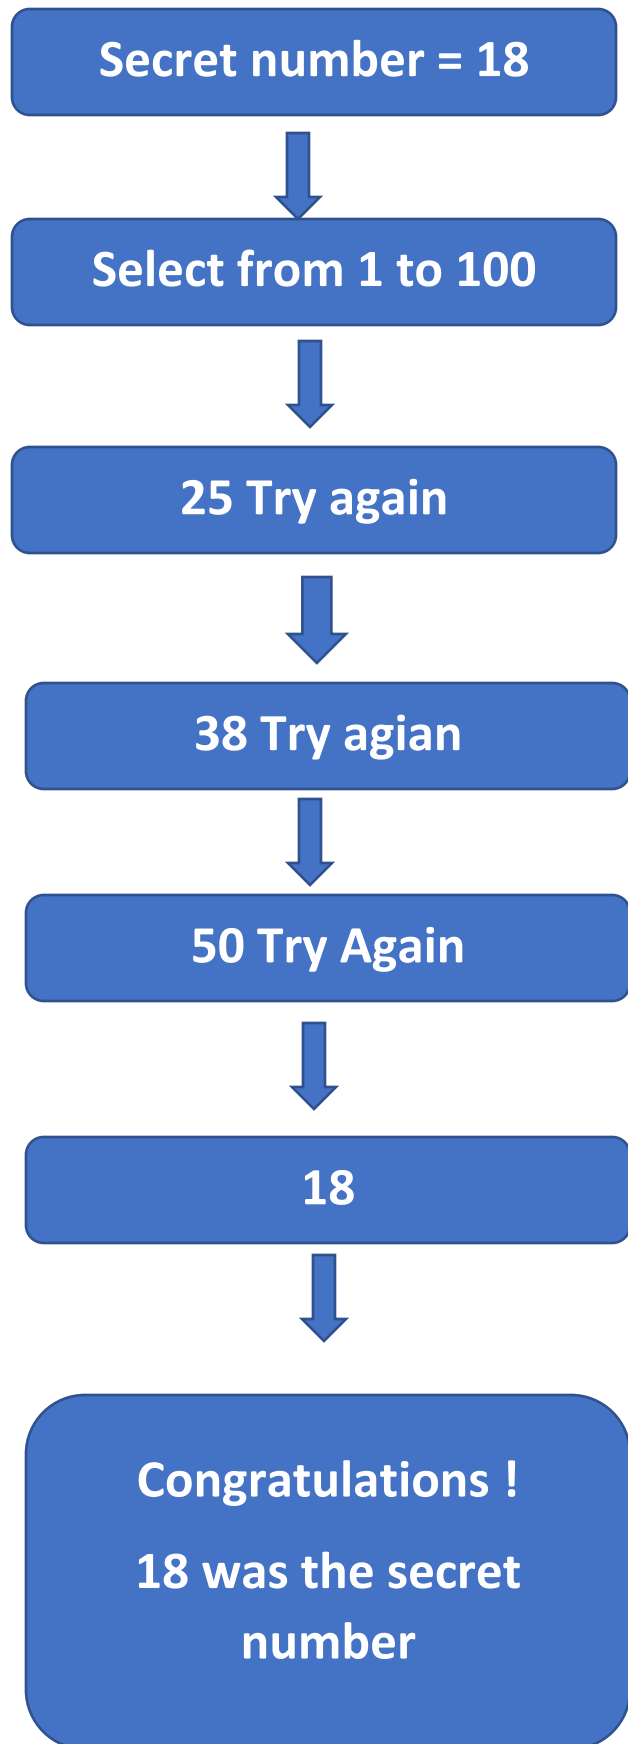 Secret number = 18
Select from 1 to 100
25 Try again
38 Try agian
50 Try Again
18
Congratulations !
18 was the secret
number